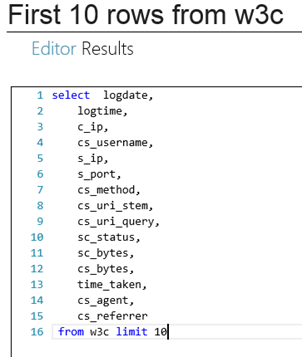 First 10 rows from w3c
Editor Results
1 select logdate,
2 logtime,
3 c_ip,
4 cs_username,
5 s_ip,
6 s_port,
7 cs_method,
8 cs_uri_stem,
9 cs_uri_query,
10 sc_status,
11 sc_bytes,
12 cs_bytes,
13 time_taken,
14 cs_agent,
15 cs_referrer
16 from w3c limit 10